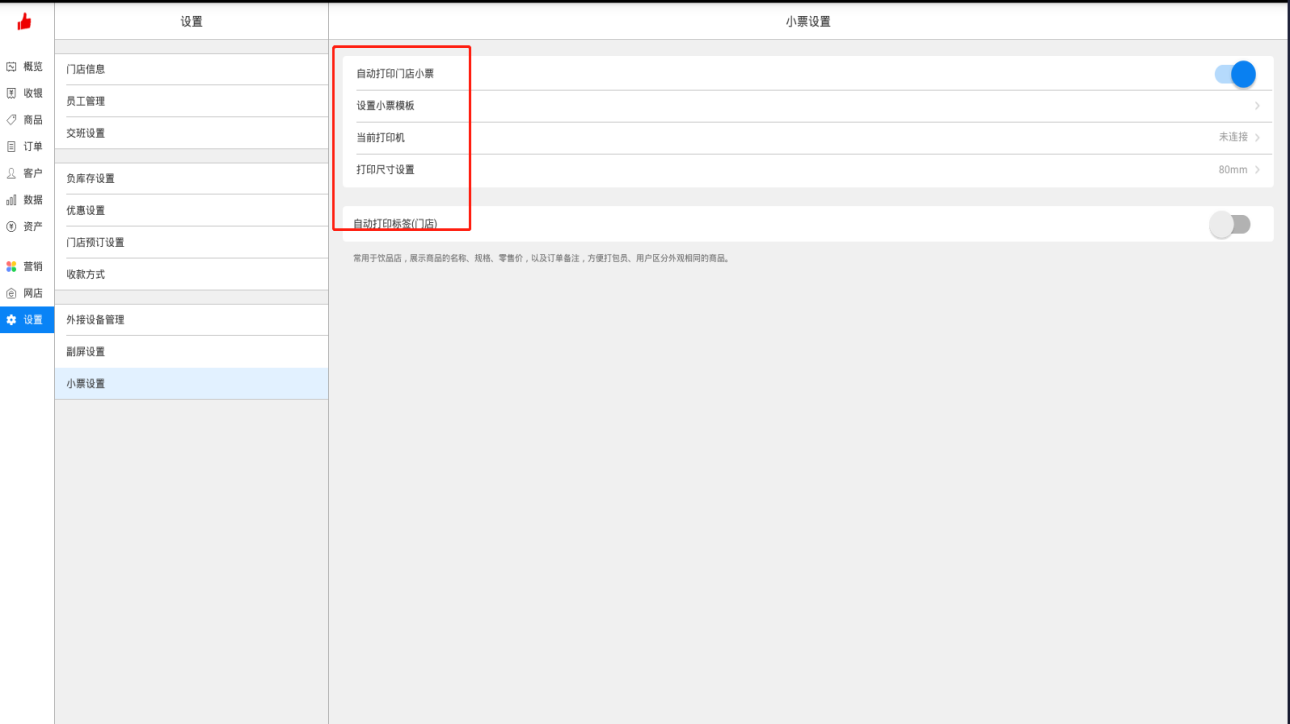 设置
小票设置
概览
收银
商品
订单
客户
数据
资产
营销
网店
设置
门店信息
员工管理
交班设置
负库存设置
优惠设置
门店预订设置
收款方式
外接设备管理
副屏设置
小票设置
自动打印门店小票
设置小票模板
当前打印机 未连接
打印尺寸设置 80mm
自动打印标签(门店)
常用于饮品店，展示商品的名称、规格、零售价，以及订单备注，方便打包员、用户区分外观相同的商品。